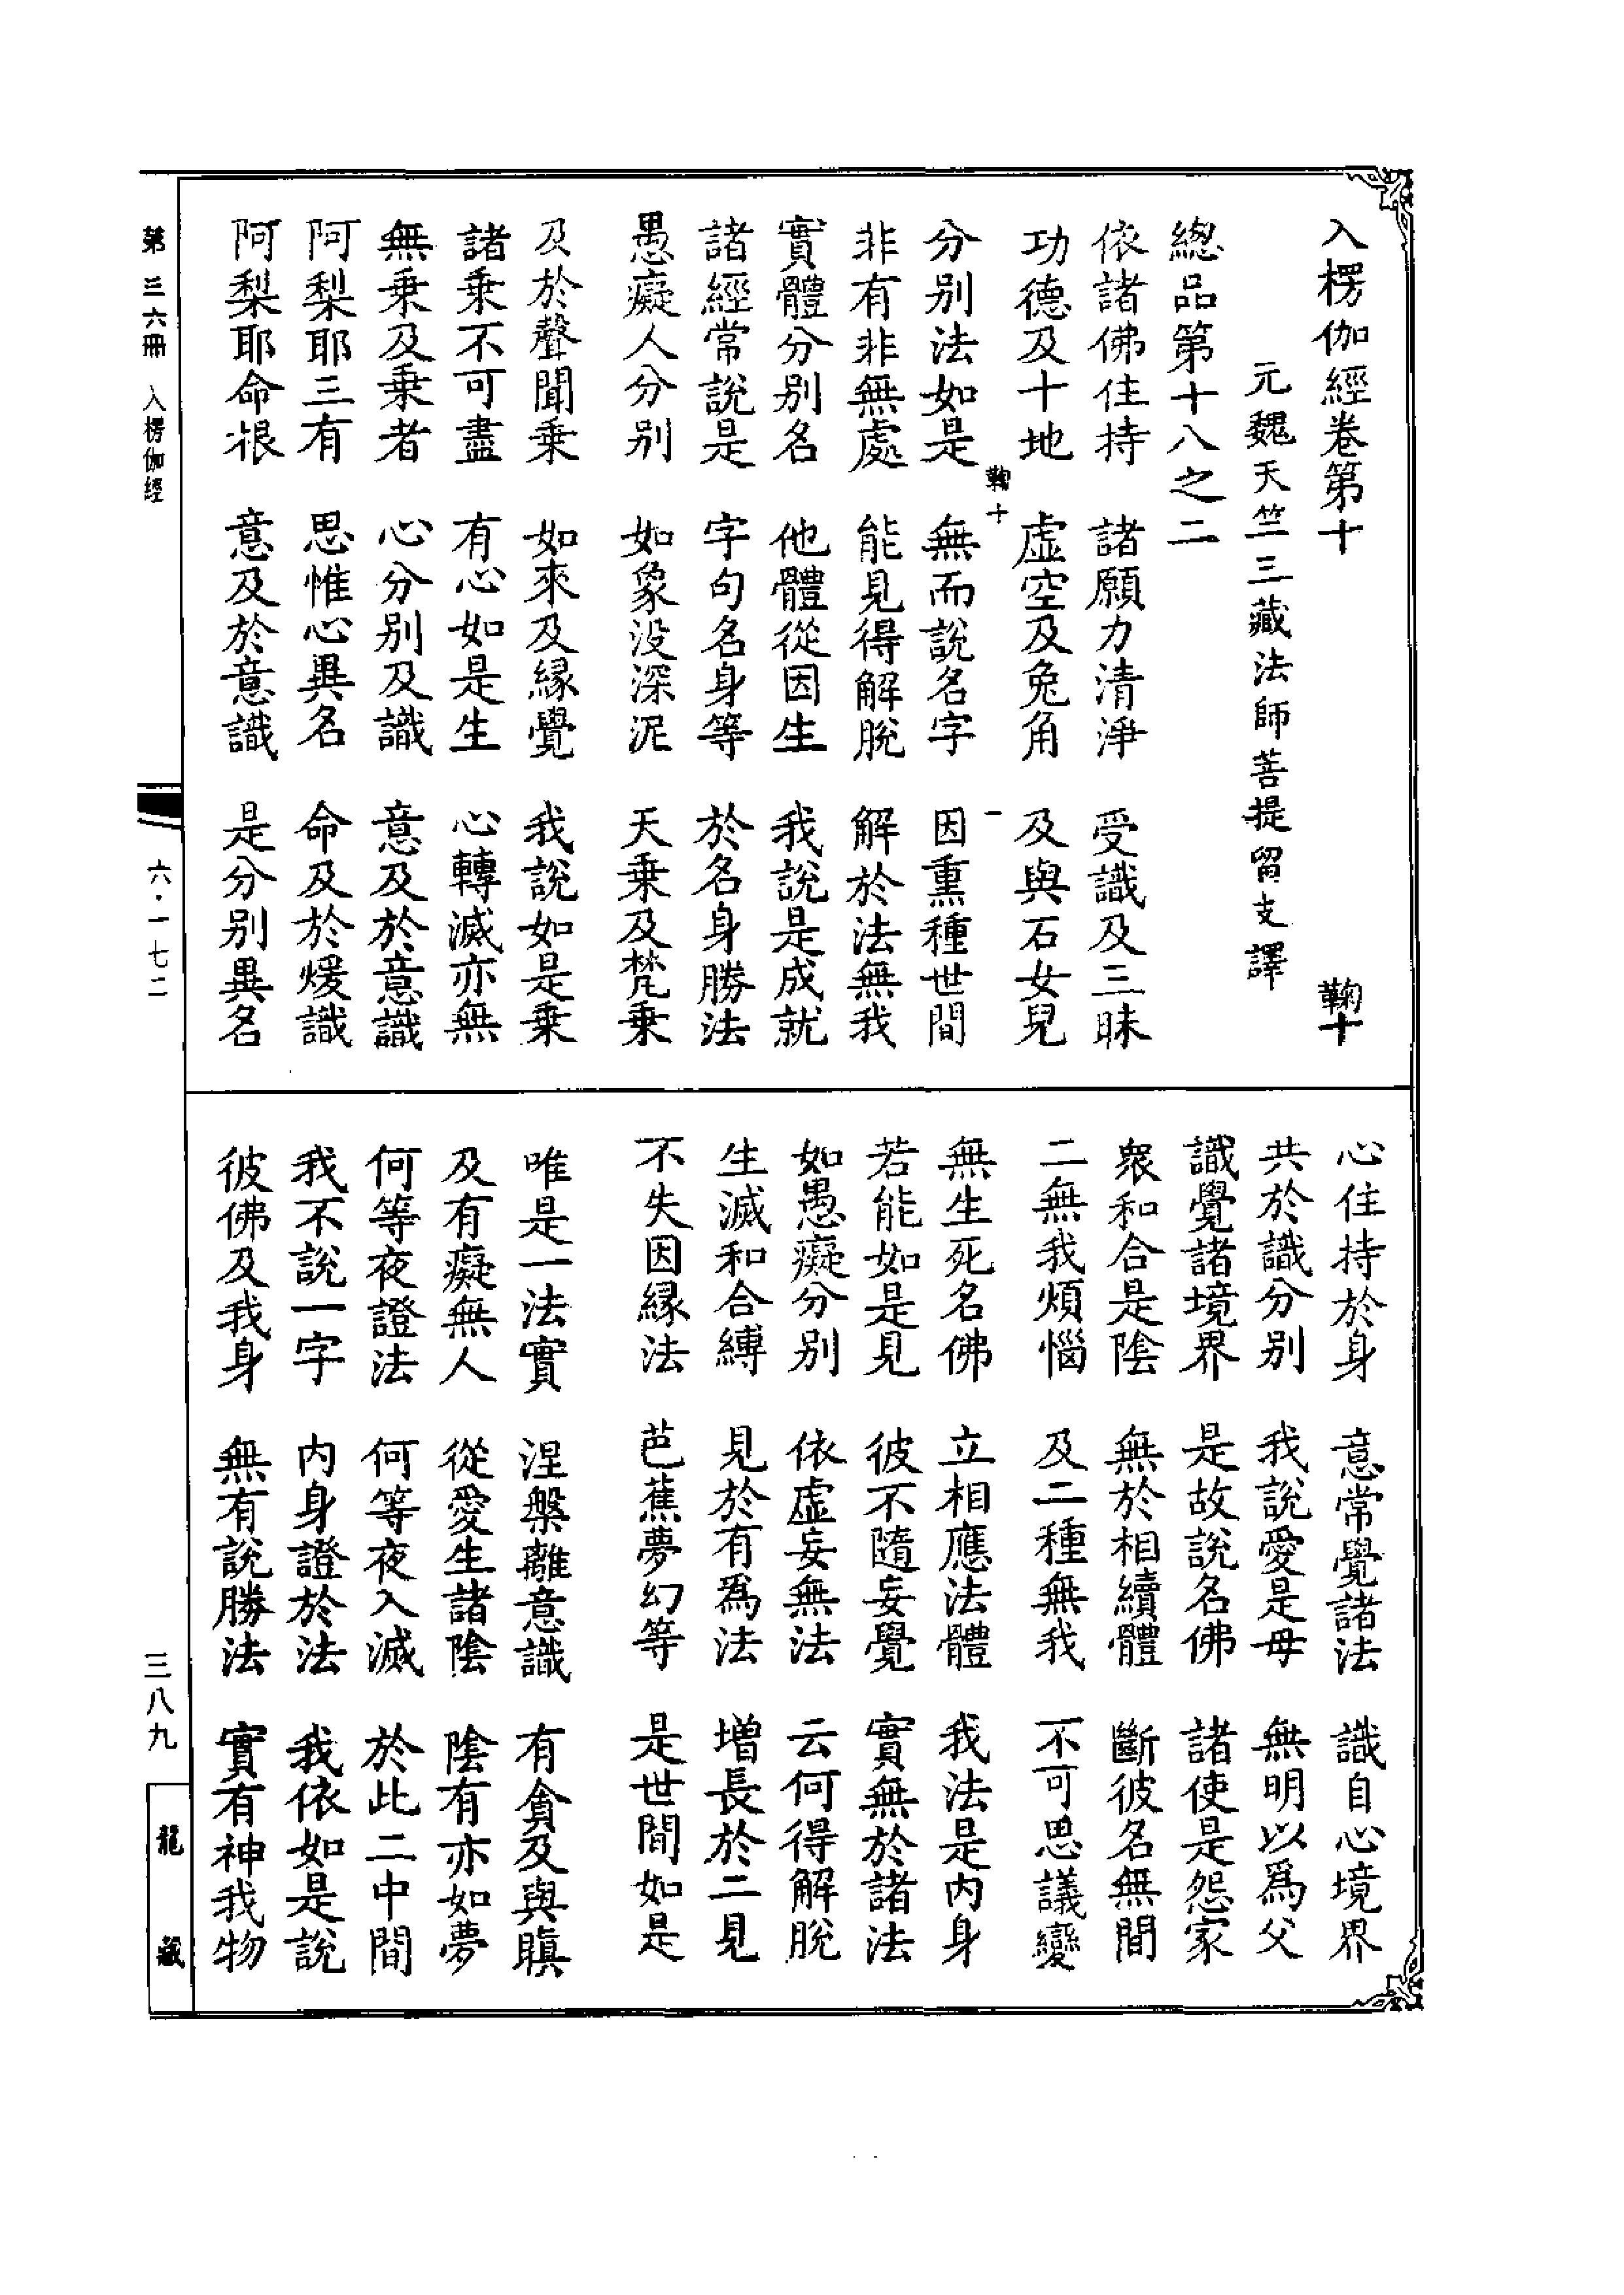 入楞伽經卷第十 鞠十
元魏天竺三藏法師菩提留支譯
總品第十八之二
依諸佛住持 諸願力清淨 受識及三昧
功德及十地 虛空及兔角 及與石女兒
鞠十 一
分別法如是 無而說名字 因熏種世間
非有非無處 能見得解脫 解於法無我
實體分別名 他體從因生 我說是成就
諸經常說是 字句名身等 於名身勝法
愚癡人分別 如象沒深泥 天乘及梵乘
及於聲聞乘 如來及緣覺 我說如是乘
諸乘不可盡 有心如是生 心轉滅亦無
無乘及乘者 心分別及識 意及於意識
阿梨耶三有 思惟心異名 命及於煖識
阿梨耶命根 意及於意識 是分別異名
心住持於身 意常覺諸法 識自心境界
共於識分別 我說愛是母 無明以為父
識覺諸境界 是故說名佛 諸使是怨家
眾和合是陰 無於相續體 斷彼名無間
二無我煩惱 及二種無我 不可思議變
無生死名佛 立相應法體 我法是內身
若能如是見 彼不隨妄覺 實無於諸法
如愚癡分別 依虛妄無法 云何得解脫
生滅和合縛 見於有為法 增長於二見
不失因緣法 芭蕉夢幻等 是世間如是
唯是一法實 涅槃離意識 有貪及與瞋
及有癡無人 從愛生諸陰 陰有亦如夢
何等夜證法 何等夜入滅 於此二中間
我不說一字 內身證於法 我依如是說
彼佛及我身 無有說勝法 實有神我物
第三六冊 入楞伽經
六·一七二
三八九
龍藏